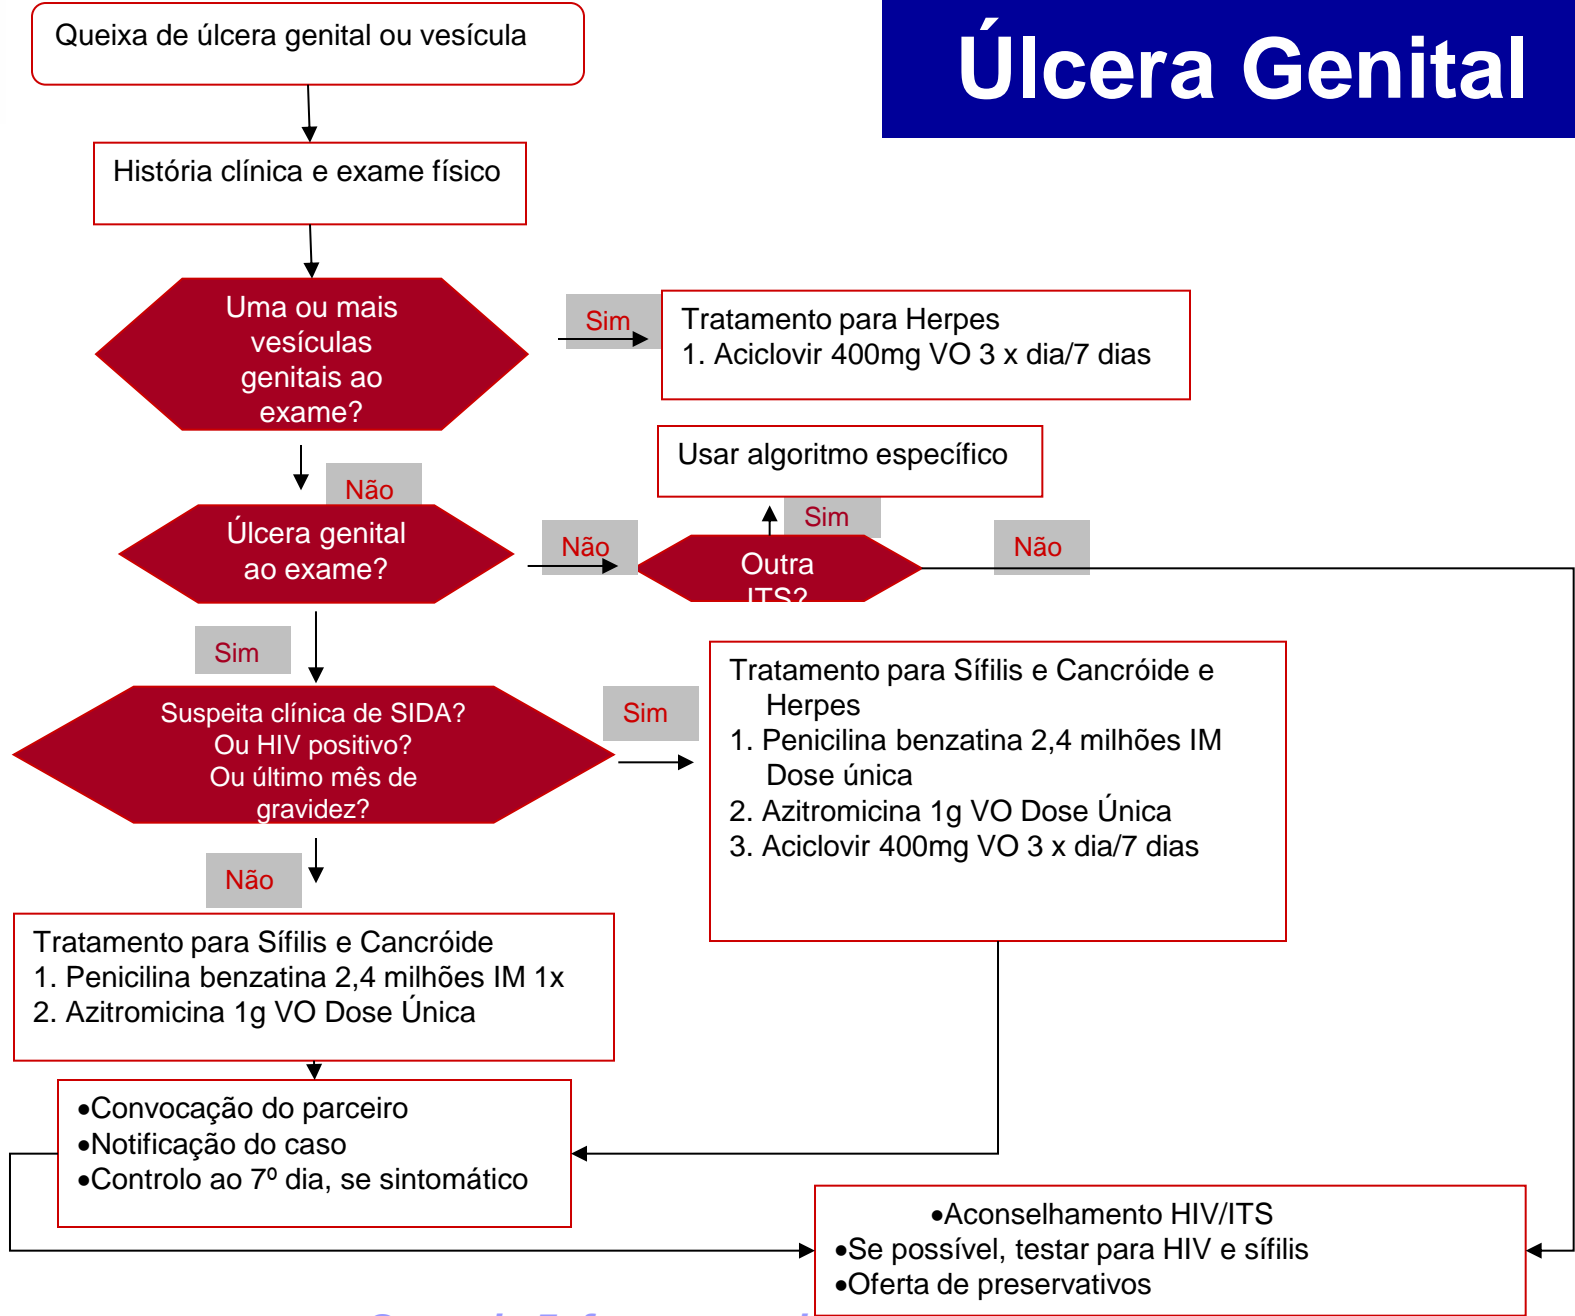 Úlcera Genital
Queixa de úlcera genital ou vesícula
História clínica e exame físico
Uma ou mais
vesículas
genitais ao
exame?
Sim
Tratamento para Herpes
1. Aciclovir 400mg VO 3 x dia/7 dias
Não
Usar algoritmo específico
Sim
Úlcera genital
ao exame?
Não
Outra
ITS?
Não
Sim
Suspeita clínica de SIDA?
Ou HIV positivo?
Ou último mês de
gravidez?
Sim
Tratamento para Sífilis e Cancróide e
Herpes
1. Penicilina benzatina 2,4 milhões IM
Dose única
2. Azitromicina 1g VO Dose Única
3. Aciclovir 400mg VO 3 x dia/7 dias
Não
Tratamento para Sífilis e Cancróide
1. Penicilina benzatina 2,4 milhões IM 1x
2. Azitromicina 1g VO Dose Única
•Convocação do parceiro
•Notificação do caso
•Controlo ao 7º dia, se sintomático
•Aconselhamento HIV/ITS
•Se possível, testar para HIV e sífilis
•Oferta de preservativos